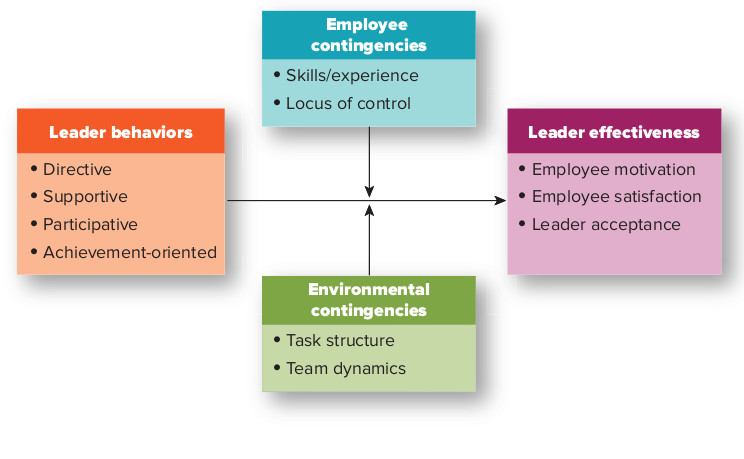 Employee
contingencies
• Skills/experience
• Locus of control
Leader behaviors
• Directive
• Supportive
• Participative
• Achievement-oriented
Leader effectiveness
• Employee motivation
• Employee satisfaction
• Leader acceptance
Environmental
contingencies
• Task structure
• Team dynamics